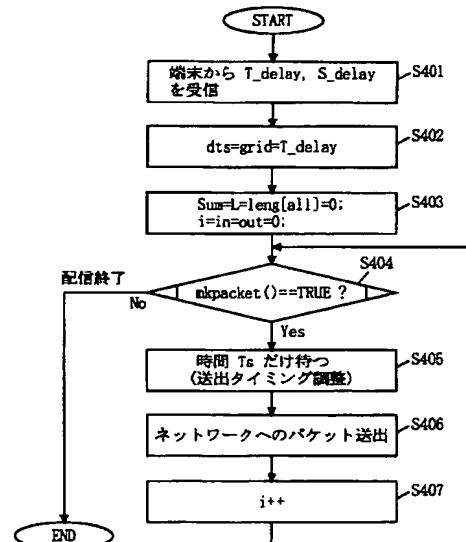 START
端末から T_delay, S_delay
を受信
S401
dts=grid=T_delay
S402
Sum=L=leng[all]=0;
i=in=out=0;
S403
S404
配信終了
No
mkpacket()==TRUE ?
Yes
時間 Ts だけ待つ
(送出タイミング調整)
S405
ネットワークへのパケット送出
S406
i++
S407
END